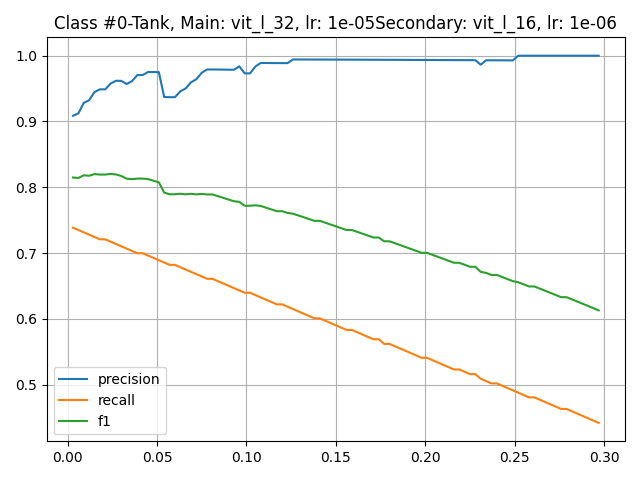 Class #0-Tank, Main: vit_l_32, lr: 1e-05Secondary: vit_l_16, lr: 1e-06
1.0
0.9
0.8
0.7
0.6
0.5
precision
recall
f1
0.00 0.05 0.10 0.15 0.20 0.25 0.30